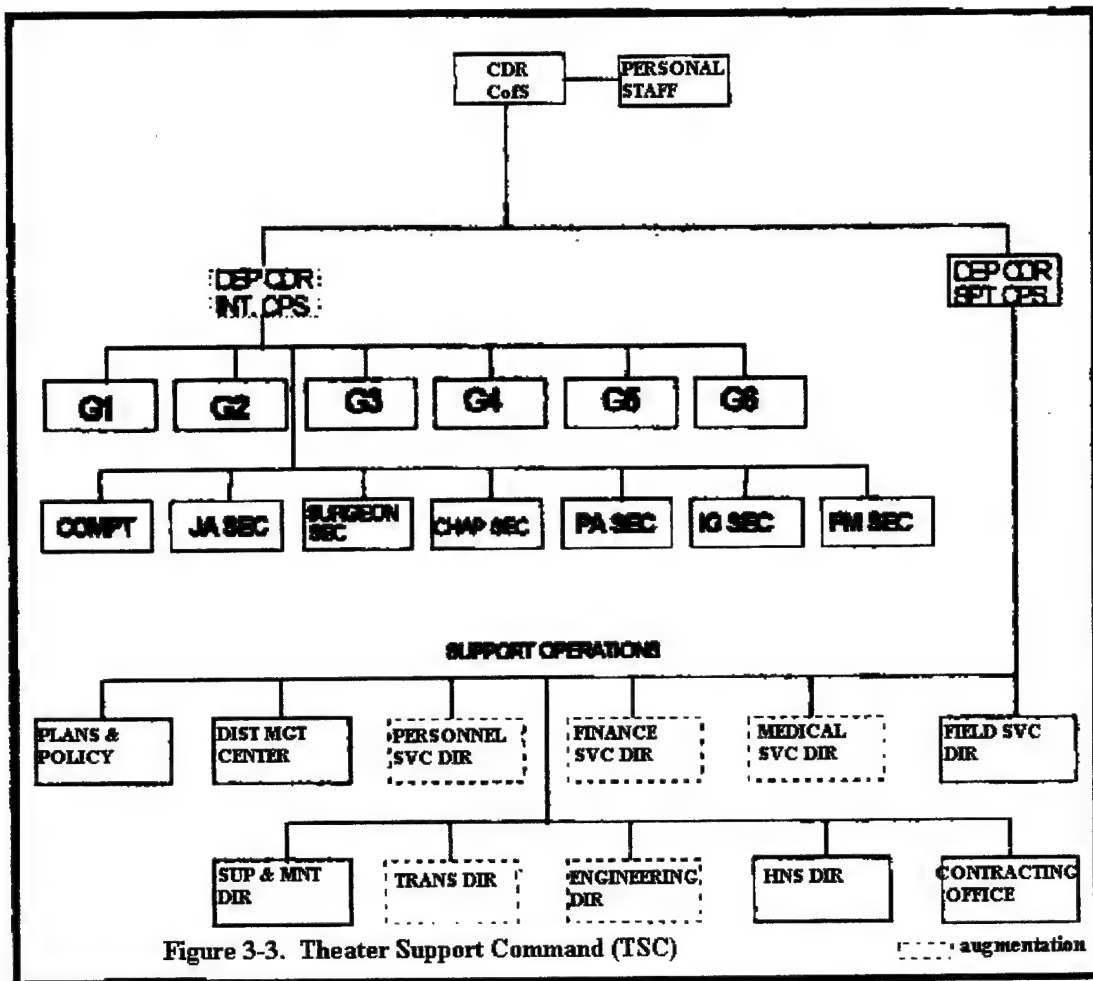 CDR
CofS
PERSONAL
STAFF
DEP CDR
INT. OPS
DEP CDR
SPT. OPS
G1
G2
G3
G4
G5
G6
COMPT
JA SEC
SURGEON
SEC
CHAP SEC
PA SEC
IG SEC
PM SEC
SUPPORT OPERATIONS
PLANS &
POLICY
DIST MGT
CENTER
PERSONNEL
SVC DIR
FINANCE
SVC DIR
MEDICAL
SVC DIR
FIELD SVC
DIR
SUP & MNT
DIR
TRANS DIR
ENGINEERING
DIR
HNS DIR
CONTRACTING
OFFICE
Figure 3-3. Theater Support Command (TSC)
augmentation